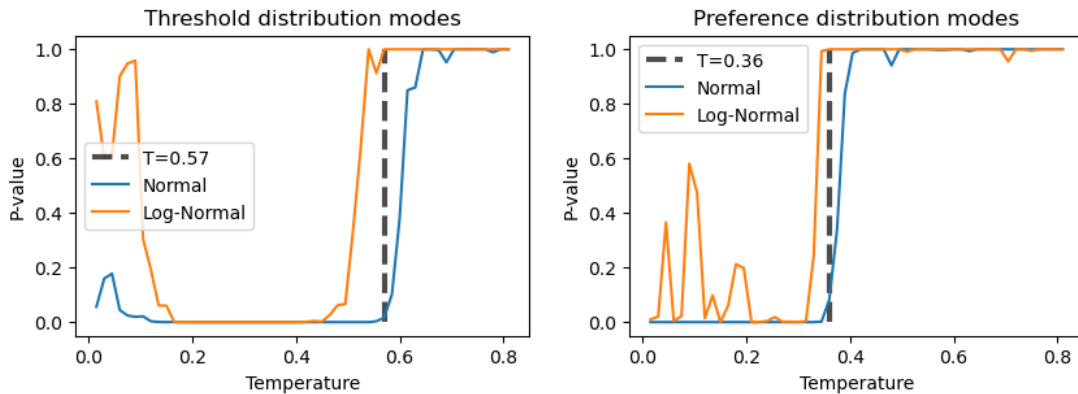 Threshold distribution modes
P-value
1.0
0.8
0.6
0.4
0.2
0.0
T=0.57
Normal
Log-Normal
0.0 0.2 0.4 0.6 0.8
Temperature
Preference distribution modes
P-value
1.0
0.8
0.6
0.4
0.2
0.0
T=0.36
Normal
Log-Normal
0.0 0.2 0.4 0.6 0.8
Temperature